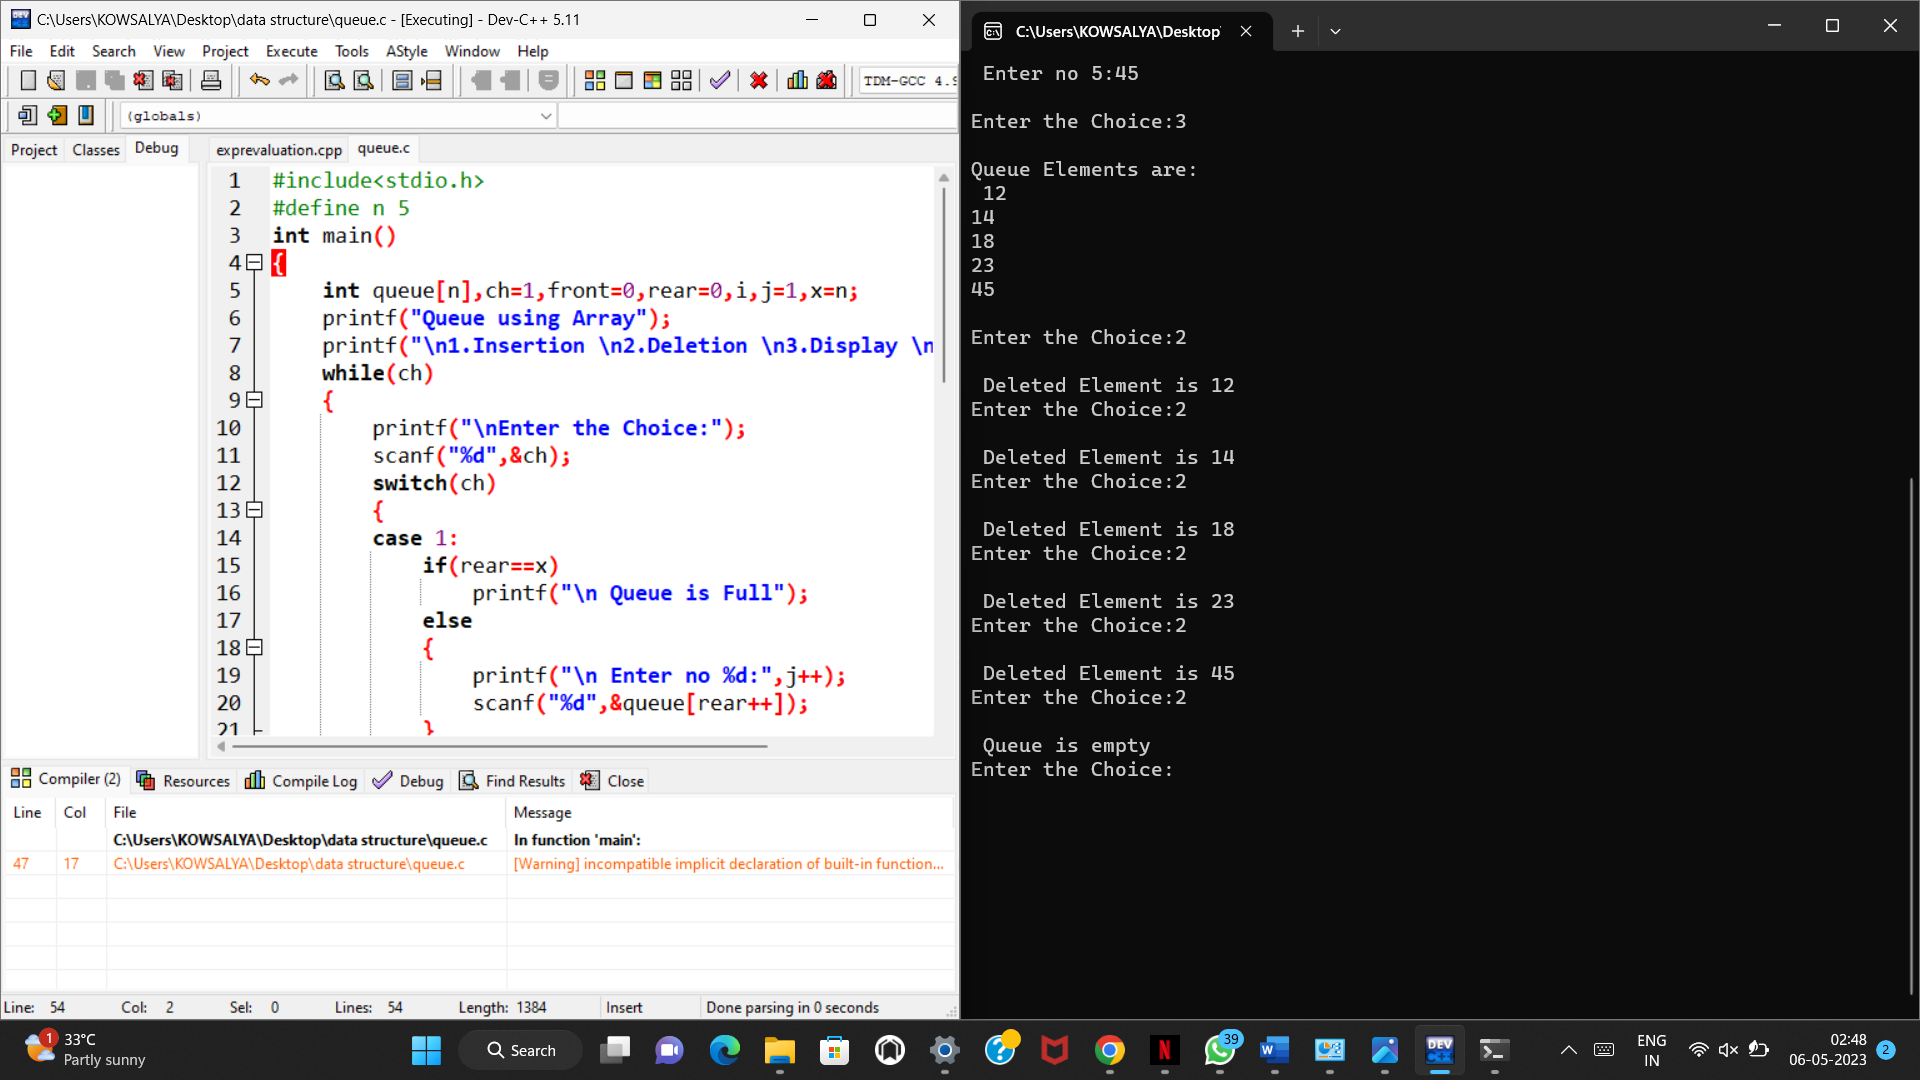 C:\Users\KOWSALYA\Desktop\data structure\queue.c - [Executing] - Dev-C++ 5.11
File Edit Search View Project Execute Tools AStyle Window Help
TDM-GCC 4.9
(globals)
Project Classes Debug
exprevaluation.cpp queue.c
1 #include<stdio.h>
2 #define n 5
3 int main()
4 {
5 int queue[n],ch=1,front=0,rear=0,i,j=1,x=n;
6 printf("Queue using Array");
7 printf("\n1.Insertion \n2.Deletion \n3.Display \n
8 while(ch)
9 {
10 printf("\nEnter the Choice:");
11 scanf("%d",&ch);
12 switch(ch)
13 {
14 case 1:
15 if(rear==x)
16 printf("\n Queue is Full");
17 else
18 {
19 printf("\n Enter no %d:",j++);
20 scanf("%d",&queue[rear++]);
21 }
Compiler (2) Resources Compile Log Debug Find Results Close
Line Col File Message
C:\Users\KOWSALYA\Desktop\data structure\queue.c In function 'main':
47 17 C:\Users\KOWSALYA\Desktop\data structure\queue.c [Warning] incompatible implicit declaration of built-in function...
Line: 54 Col: 2 Sel: 0 Lines: 54 Length: 1384 Insert Done parsing in 0 seconds
C:\Users\KOWSALYA\Desktop\
Enter no 5:45
Enter the Choice:3
Queue Elements are:
12
14
18
23
45
Enter the Choice:2
Deleted Element is 12
Enter the Choice:2
Deleted Element is 14
Enter the Choice:2
Deleted Element is 18
Enter the Choice:2
Deleted Element is 23
Enter the Choice:2
Deleted Element is 45
Enter the Choice:2
Queue is empty
Enter the Choice:
1
33°C
Partly sunny
Search
39
DEV
C++
ENG
IN
02:48
06-05-2023
2